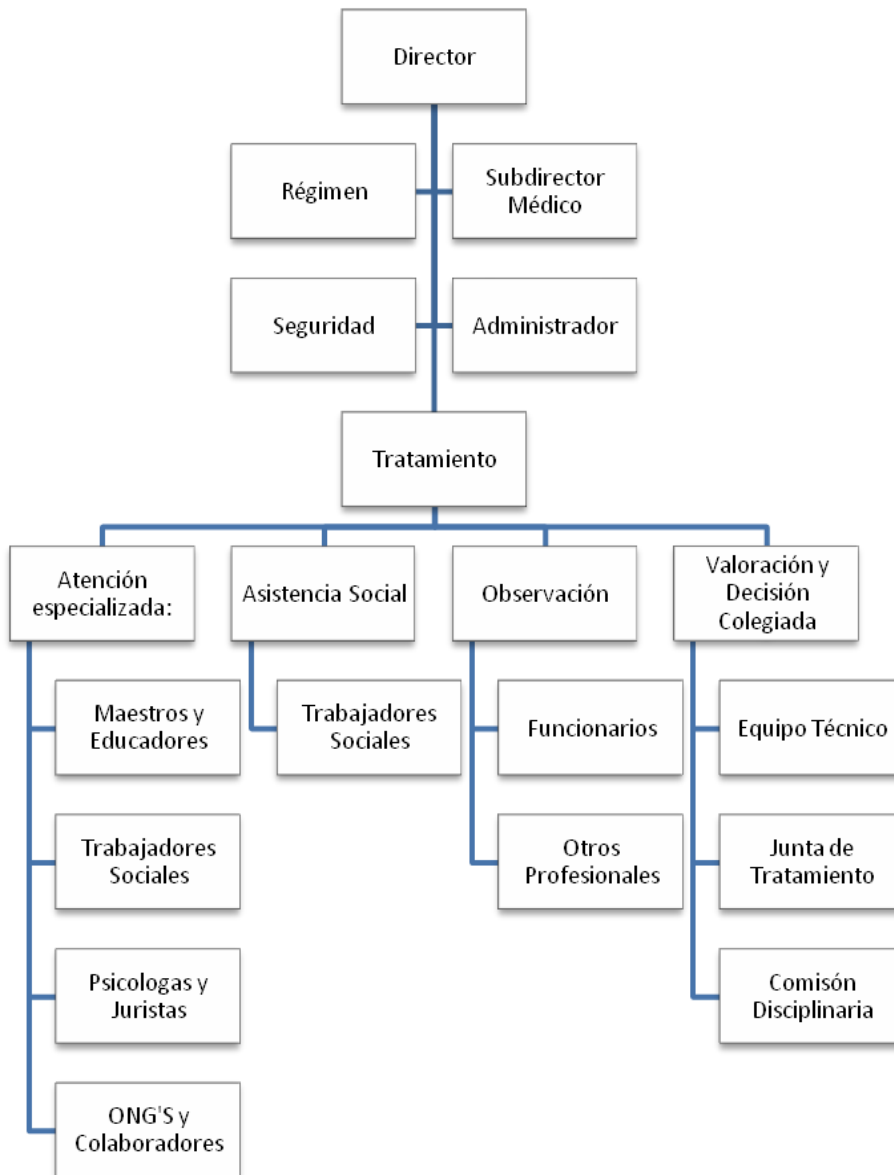 Director
Régimen
Subdirector
Médico
Seguridad
Administrador
Tratamiento
Atención
especializada:
Asistencia Social
Observación
Valoración y
Decisión
Colegiada
Maestros y
Educadores
Trabajadores
Sociales
Funcionarios
Equipo Técnico
Trabajadores
Sociales
Otros
Profesionales
Junta de
Tratamiento
Psicologas y
Juristas
Comisón
Disciplinaria
ONG'S y
Colaboradores